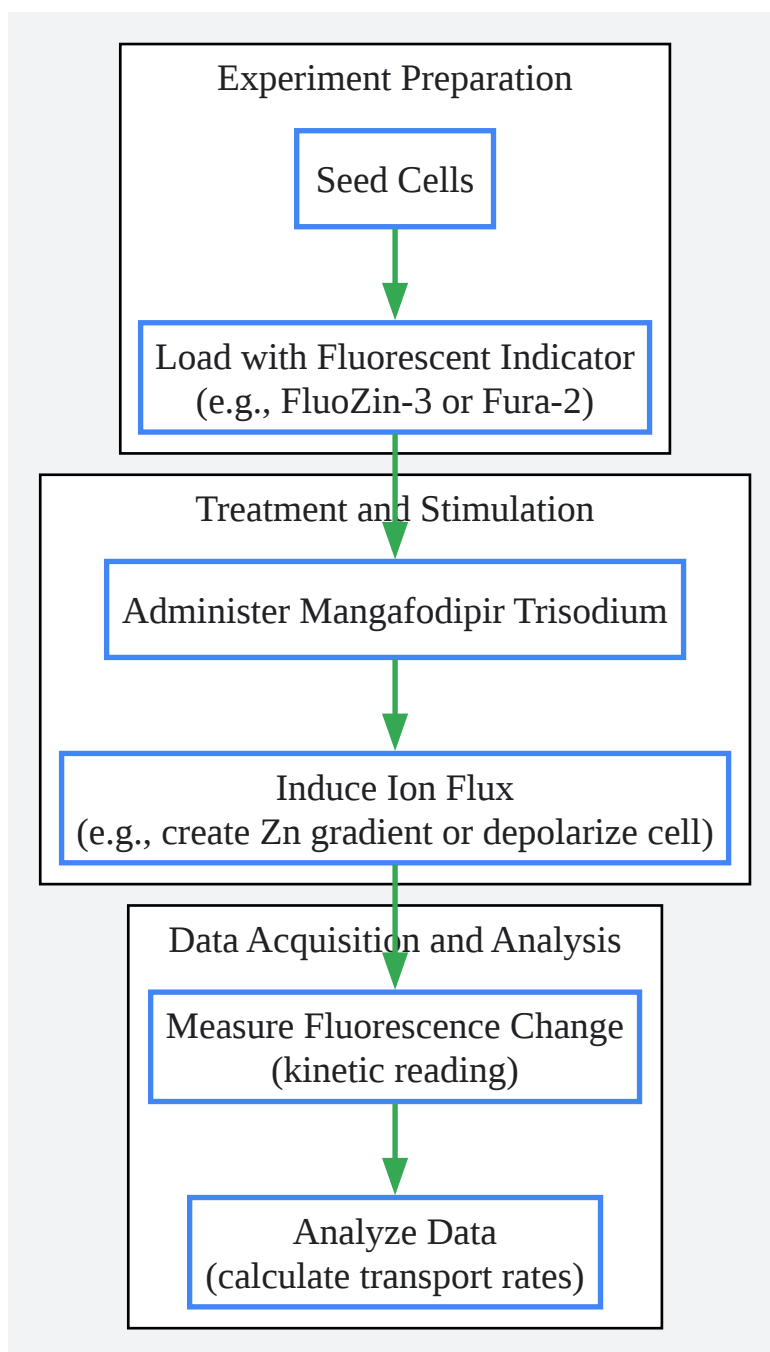 Experiment Preparation
Seed Cells
Load with Fluorescent Indicator
(e.g., FluoZin-3 or Fura-2)
Treatment and Stimulation
Administer Mangafodipir Trisodium
Induce Ion Flux
(e.g., create Zn gradient or depolarize cell)
Data Acquisition and Analysis
Measure Fluorescence Change
(kinetic reading)
Analyze Data
(calculate transport rates)